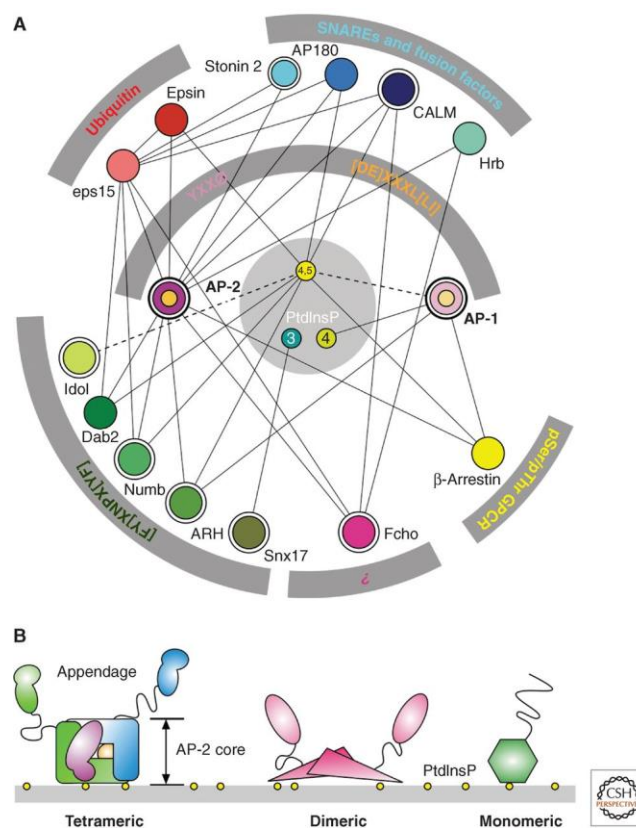 A
SNAREs and fusion factors
AP180
Stonin 2
Ubiquitin
Epsin
CALM
Hrb
eps15
YXXØ
[DE]XXXL[LI]
4,5
AP-2
PtdInsP
AP-1
3
4
Idol
Dab2
pSer/pThr GPCR
β-Arrestin
[FY]XNPX[YF]
Numb
ARH
Snx17
Fcho
?
B
Appendage
AP-2 core
PtdInsP
CSH
PERSPECTIVES
Tetrameric
Dimeric
Monomeric